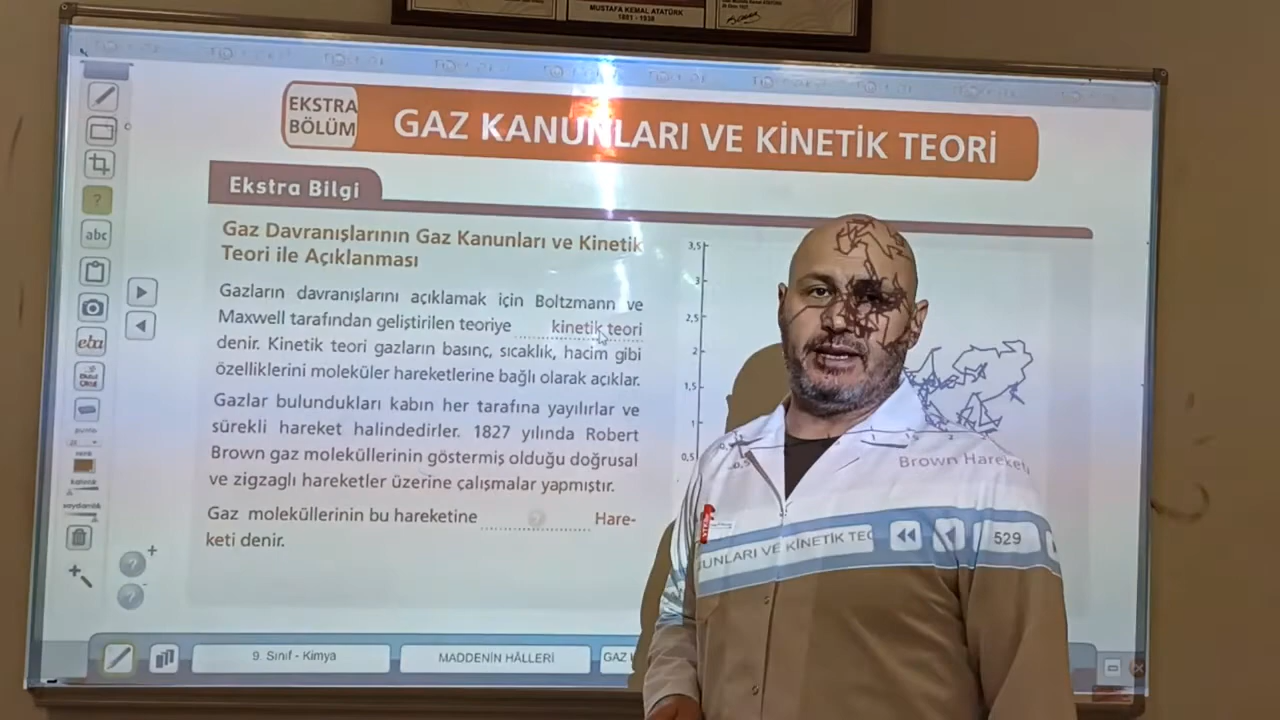 MUSTAFA KEMAL ATATÜRK
1881 - 1938
EKSTRA
BÖLÜM
GAZ KANUNLARI VE KİNETİK TEORİ
Ekstra Bilgi
Gaz Davranışlarının Gaz Kanunları ve Kinetik
Teori ile Açıklanması
Gazların davranışlarını açıklamak için Boltzmann ve
Maxwell tarafından geliştirilen teoriye kinetik teori
denir. Kinetik teori gazların basınç, sıcaklık, hacim gibi
özelliklerini moleküler hareketlerine bağlı olarak açıklar.
Gazlar bulundukları kabın her tarafına yayılırlar ve
sürekli hareket halindedirler. 1827 yılında Robert
Brown gaz moleküllerinin göstermiş olduğu doğrusal
ve zigzaglı hareketler üzerine çalışmalar yapmıştır.
Gaz moleküllerinin bu hareketine ? Hare-
keti denir.
3,5
3
2,5
2
1,5
1
0,5
Brown Hareketi
abc
eba
?
UNLARI VE KİNETİK TEO
529
9. Sınıf - Kimya
MADDENİN HÂLLERİ
GAZ